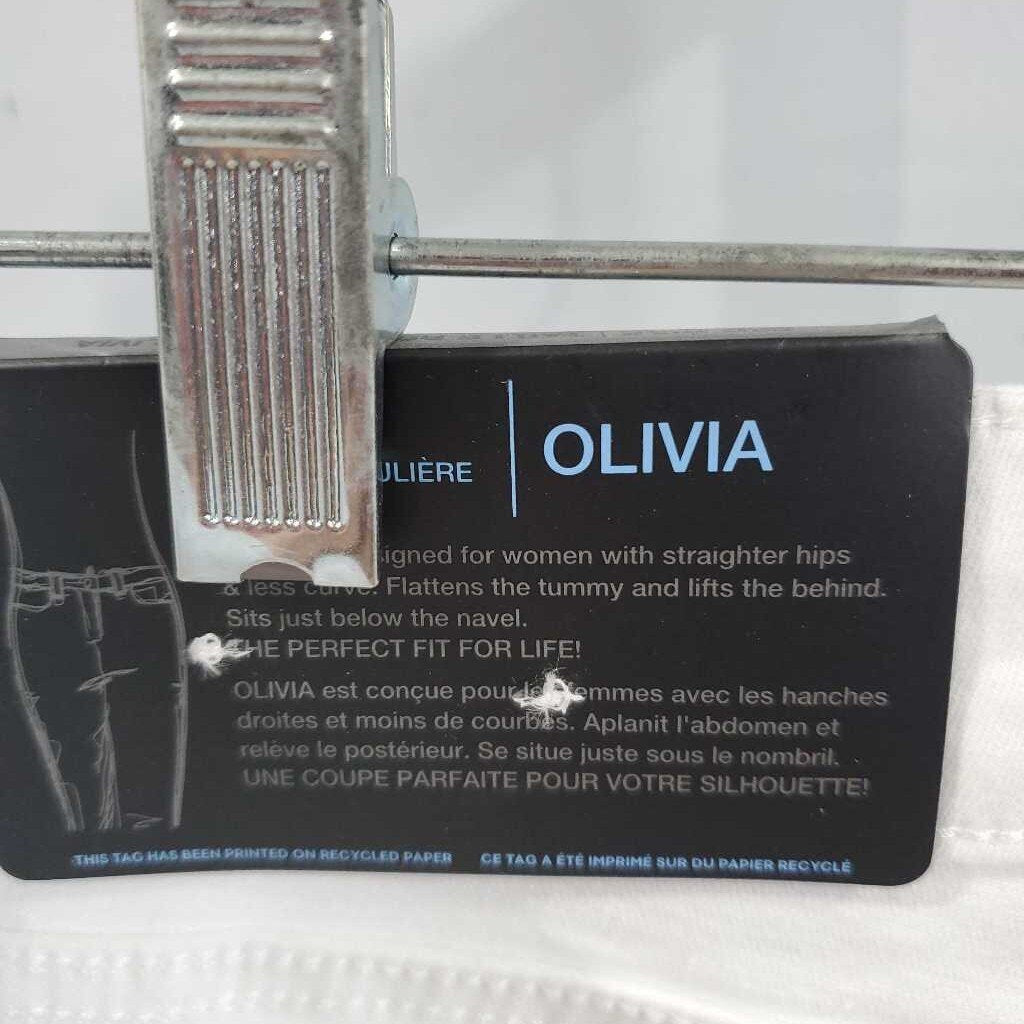 OLIVIA
OLIVIA
for women with straighter hips
& less curve. Flattens the tummy and lifts the behind.
Sits just below the navel.
THE PERFECT FIT FOR LIFE!
OLIVIA est conçue pour les femmes avec les hanches
droites et moins de courbes. Aplanit l'abdomen et
relève le postérieur. Se situe juste sous le nombril.
UNE COUPE PARFAITE POUR VOTRE SILHOUETTE!
THIS TAG HAS BEEN PRINTED ON RECYCLED PAPER
CE TAG A ÉTÉ IMPRIMÉ SUR DU PAPIER RECYCLÉ